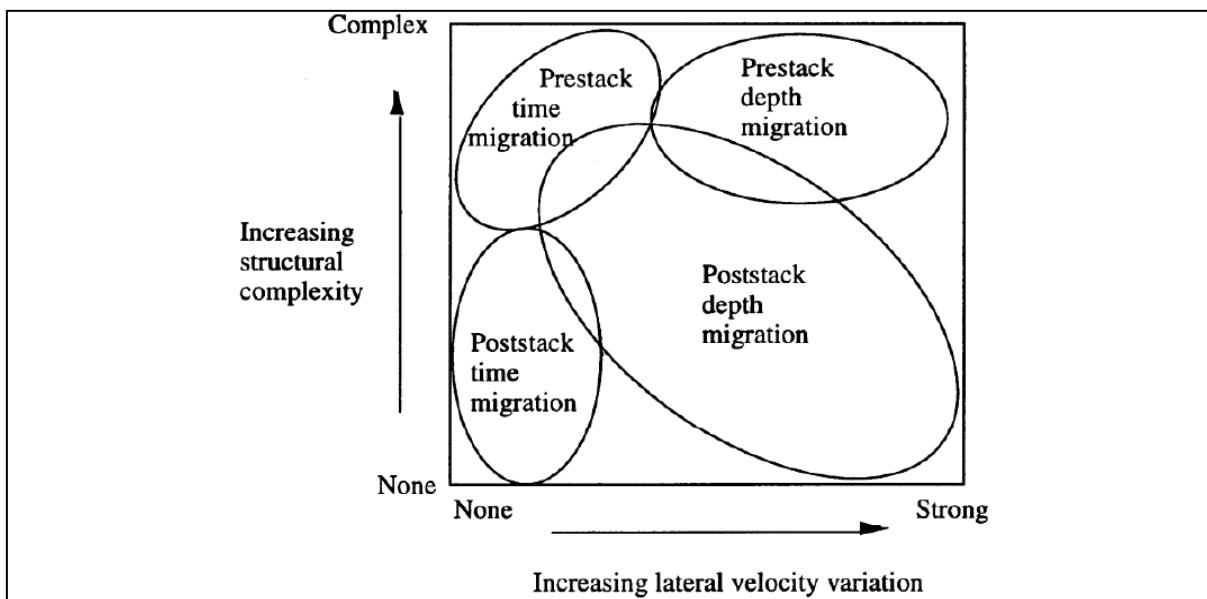 Complex
Prestack
time
migration
Prestack
depth
migration
Increasing
structural
complexity
Poststack
depth
migration
Poststack
time
migration
None
None
Strong
Increasing lateral velocity variation